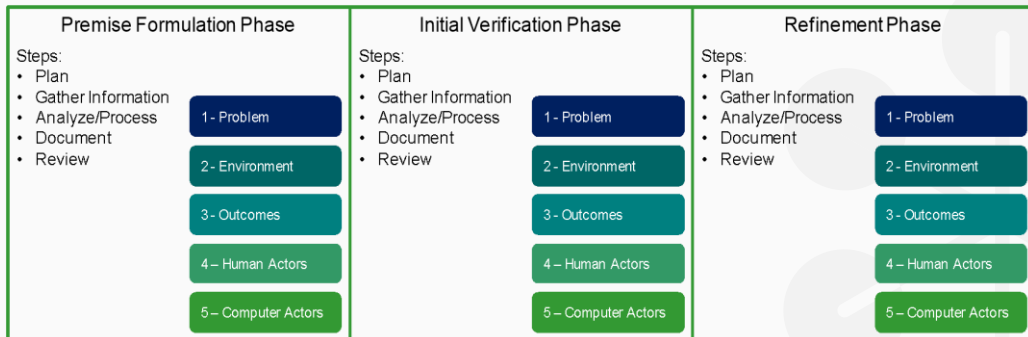 Premise Formulation Phase
Steps:
• Plan
• Gather Information
• Analyze/Process
• Document
• Review
1 - Problem
2 - Environment
3 - Outcomes
4 – Human Actors
5 – Computer Actors
Initial Verification Phase
Steps:
• Plan
• Gather Information
• Analyze/Process
• Document
• Review
1 - Problem
2 - Environment
3 - Outcomes
4 – Human Actors
5 – Computer Actors
Refinement Phase
Steps:
• Plan
• Gather Information
• Analyze/Process
• Document
• Review
1 - Problem
2 - Environment
3 - Outcomes
4 – Human Actors
5 – Computer Actors